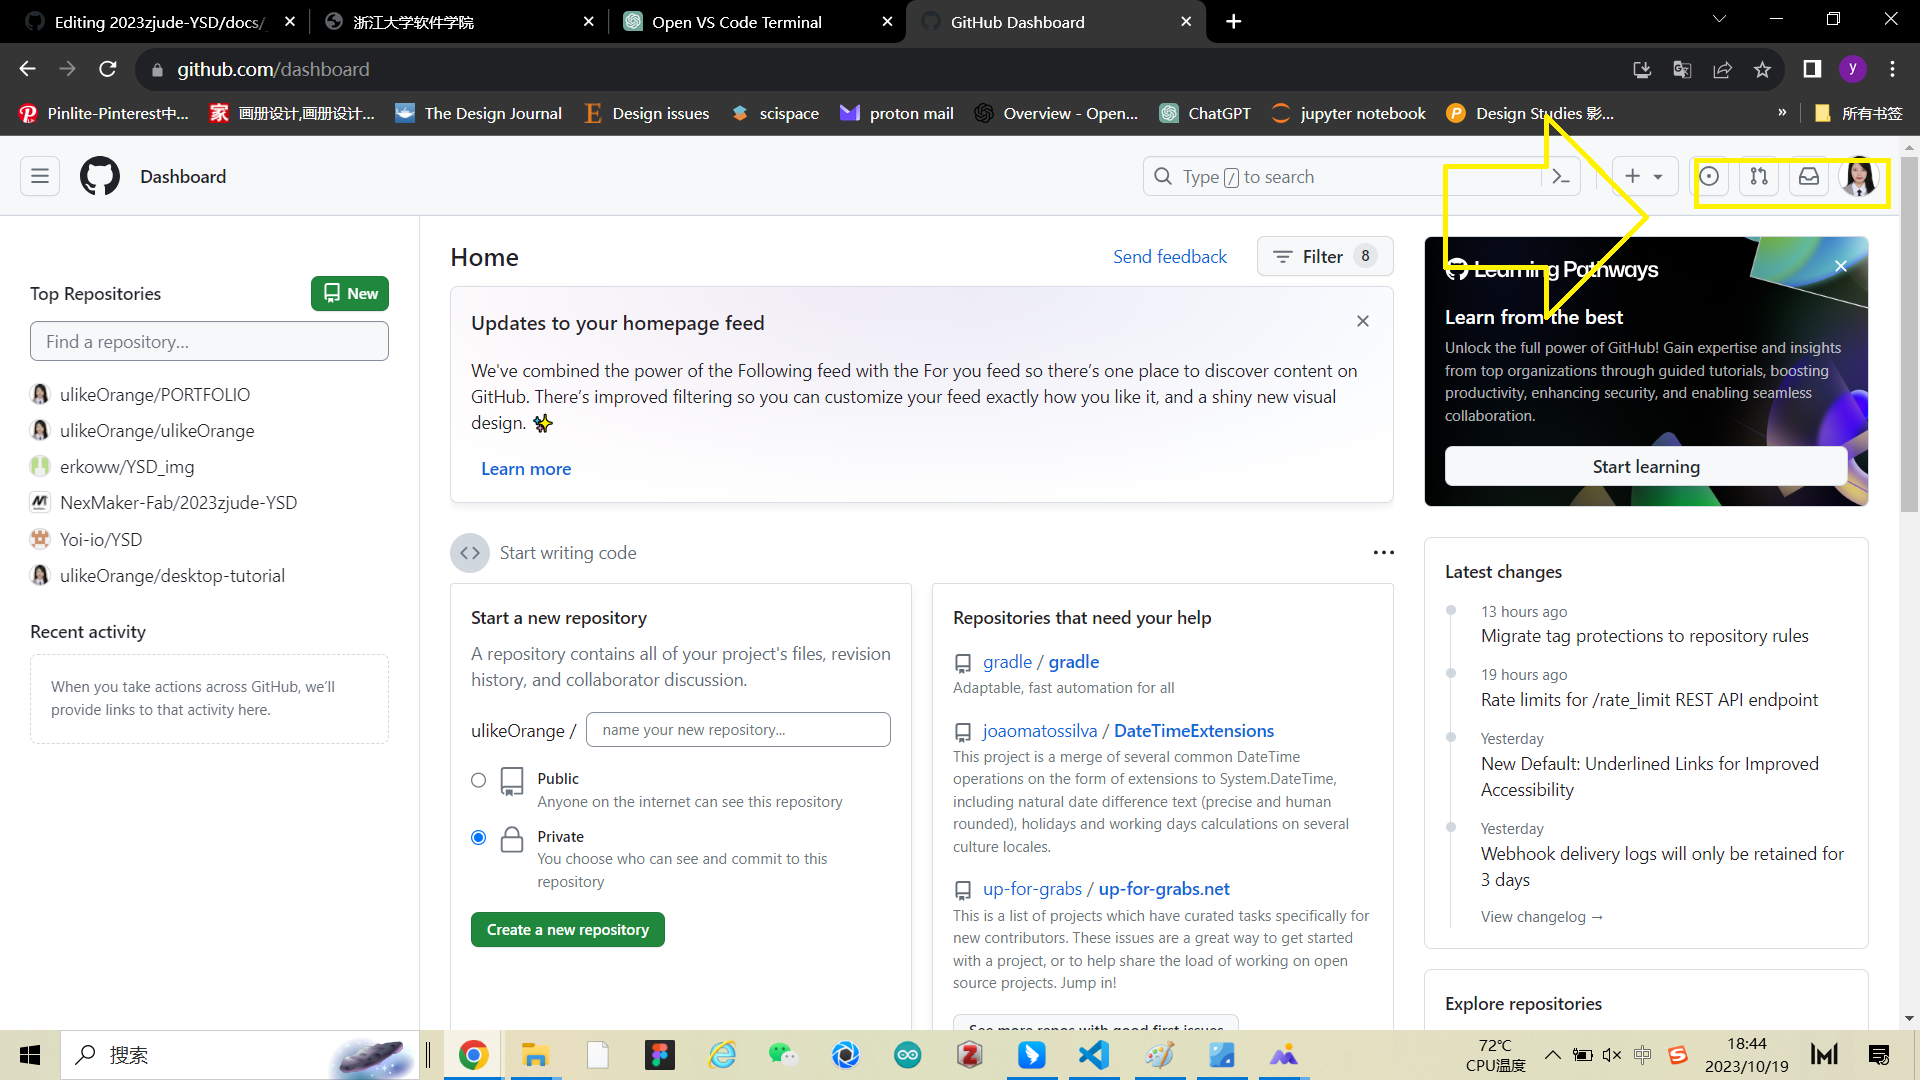 Editing 2023zjude-YSD/docs/
浙江大学软件学院
Open VS Code Terminal
GitHub Dashboard
github.com/dashboard
y
Pinlite-Pinterest中...
家 画册设计,画册设计...
The Design Journal
E Design issues
scispace
proton mail
Overview - Open...
ChatGPT
jupyter notebook
P Design Studies 影...
»
所有书签
Dashboard
Type / to search
Top Repositories
New
Find a repository...
ulikeOrange/PORTFOLIO
ulikeOrange/ulikeOrange
erkoww/YSD_img
NexMaker-Fab/2023zjude-YSD
Yoi-io/YSD
ulikeOrange/desktop-tutorial
Recent activity
When you take actions across GitHub, we'll
provide links to that activity here.
Home
Send feedback
Filter 8
Updates to your homepage feed
We've combined the power of the Following feed with the For you feed so there's one place to discover content on
GitHub. There's improved filtering so you can customize your feed exactly how you like it, and a shiny new visual
design. ✨
Learn more
Start writing code
Start a new repository
A repository contains all of your project's files, revision
history, and collaborator discussion.
ulikeOrange / name your new repository...
Public
Anyone on the internet can see this repository
Private
You choose who can see and commit to this
repository
Create a new repository
Repositories that need your help
gradle / gradle
Adaptable, fast automation for all
joaomatossilva / DateTimeExtensions
This project is a merge of several common DateTime
operations on the form of extensions to System.DateTime,
including natural date difference text (precise and human
rounded), holidays and working days calculations on several
culture locales.
up-for-grabs / up-for-grabs.net
This is a list of projects which have curated tasks specifically for
new contributors. These issues are a great way to get started
with a project, or to help share the load of working on open
source projects. Jump in!
See more repos with good first issues
Learning Pathways
Learn from the best
Unlock the full power of GitHub! Gain expertise and insights
from top organizations through guided tutorials, boosting
productivity, enhancing security, and enabling seamless
collaboration.
Start learning
Latest changes
13 hours ago
Migrate tag protections to repository rules
19 hours ago
Rate limits for /rate_limit REST API endpoint
Yesterday
New Default: Underlined Links for Improved
Accessibility
Yesterday
Webhook delivery logs will only be retained for
3 days
View changelog →
Explore repositories
搜索
72℃
CPU温度
中
18:44
2023/10/19